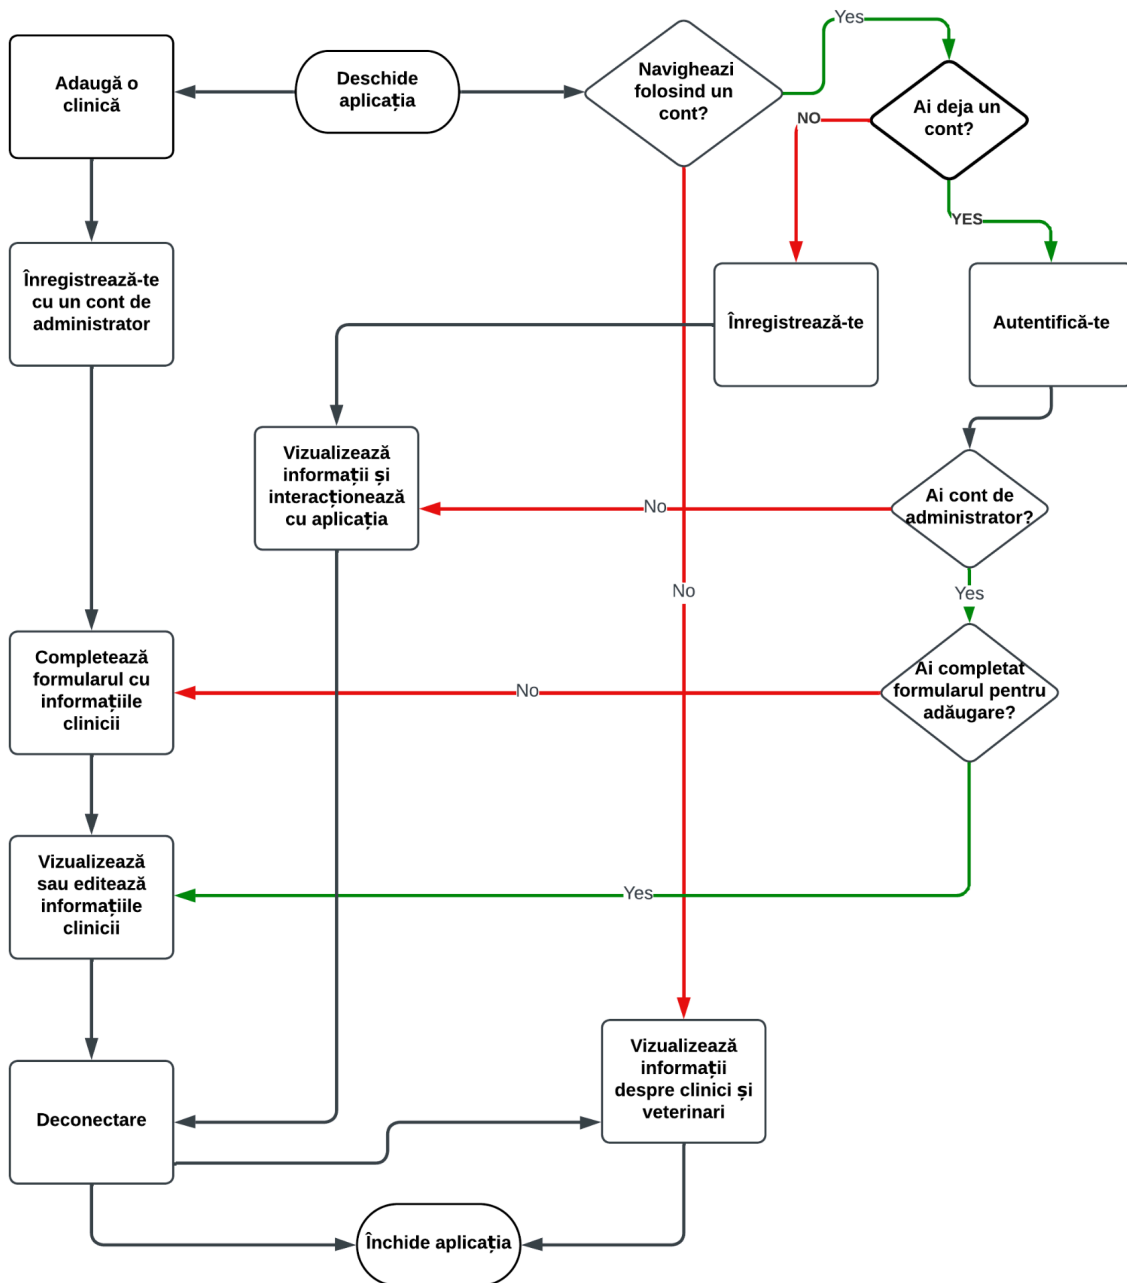 Adaugă o
clinică
Deschide
aplicația
Navighează
folosind un
cont?
Yes
Ai deja un
cont?
NO
YES
Înregistrează-te
cu un cont de
administrator
Înregistrează-te
Autentifică-te
Vizualizează
informații și
interacționează
cu aplicația
No
Ai cont de
administrator?
No
Yes
Completează
formularul cu
informațiile
clinicii
No
Ai completat
formularul pentru
adăugare?
Vizualizează
sau editează
informațiile
clinicii
Yes
Deconectare
Vizualizează
informații
despre clinici și
veterinari
Închide aplicația